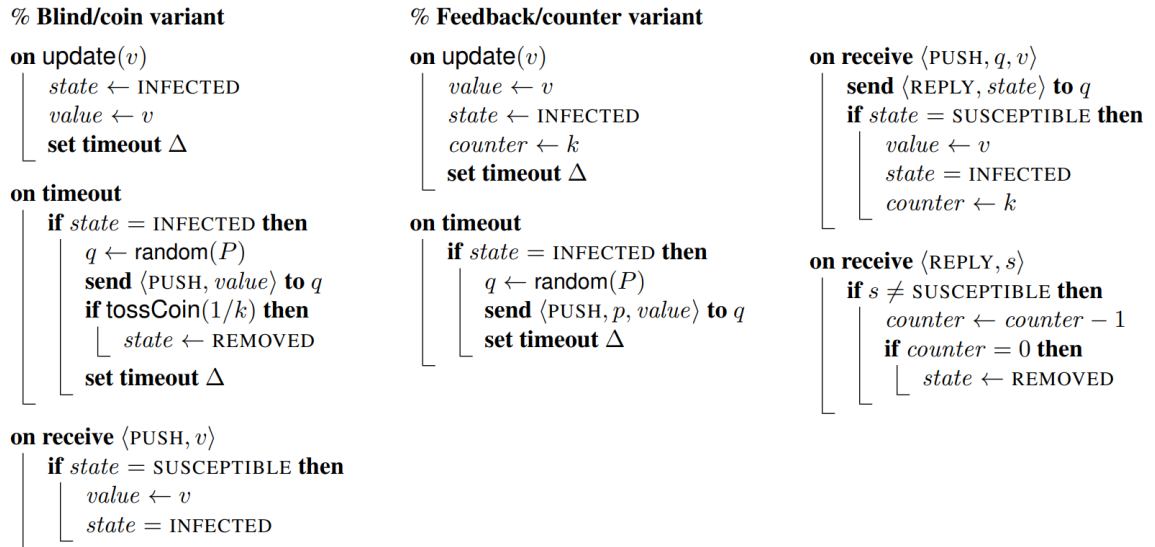 % Blind/coin variant
on update(v)
state ← INFECTED
value ← v
set timeout Δ
on timeout
if state = INFECTED then
q ← random(P)
send ⟨PUSH, value⟩ to q
if tossCoin(1/k) then
state ← REMOVED
set timeout Δ
on receive ⟨PUSH, v⟩
if state = SUSCEPTIBLE then
value ← v
state = INFECTED
% Feedback/counter variant
on update(v)
value ← v
state ← INFECTED
counter ← k
set timeout Δ
on timeout
if state = INFECTED then
q ← random(P)
send ⟨PUSH, p, value⟩ to q
set timeout Δ
on receive ⟨PUSH, q, v⟩
send ⟨REPLY, state⟩ to q
if state = SUSCEPTIBLE then
value ← v
state = INFECTED
counter ← k
on receive ⟨REPLY, s⟩
if s ≠ SUSCEPTIBLE then
counter ← counter − 1
if counter = 0 then
state ← REMOVED